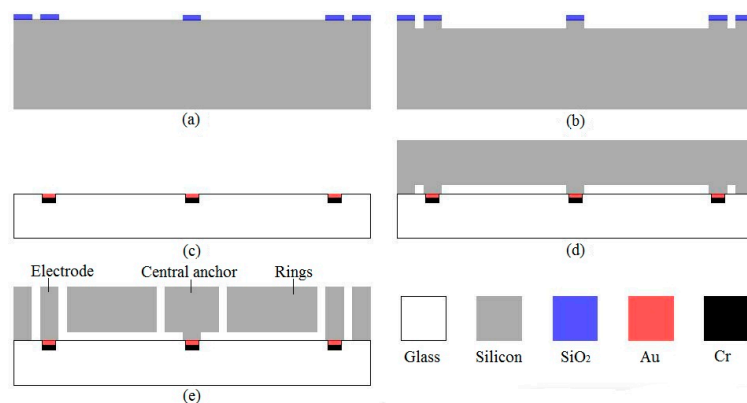 (a)
(b)
(c)
(d)
Electrode
Central anchor
Rings
(e)
Glass
Silicon
SiO₂
Au
Cr